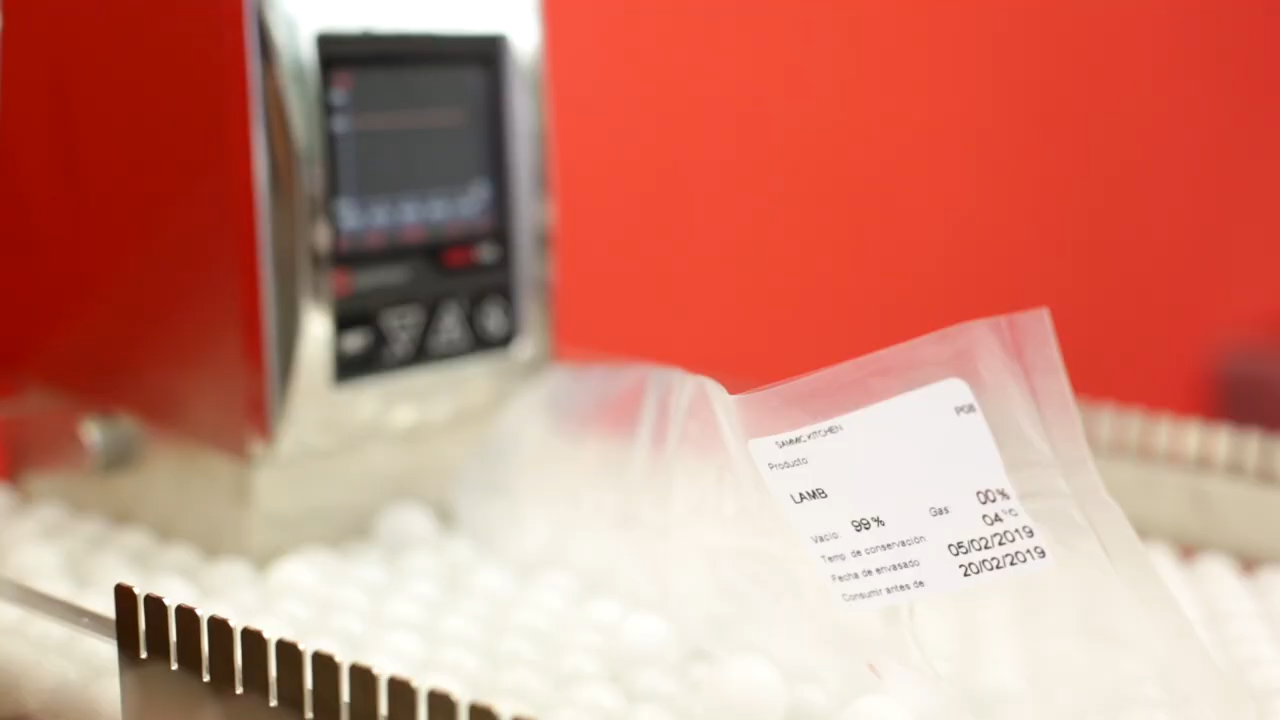 SAMMIC KITCHEN
P08
Producto:
LAMB
Vacío: 99 % Gas: 00 %
Temp. de conservación: 04 ºC
Fecha de envasado 05/02/2019
Consumir antes de: 20/02/2019